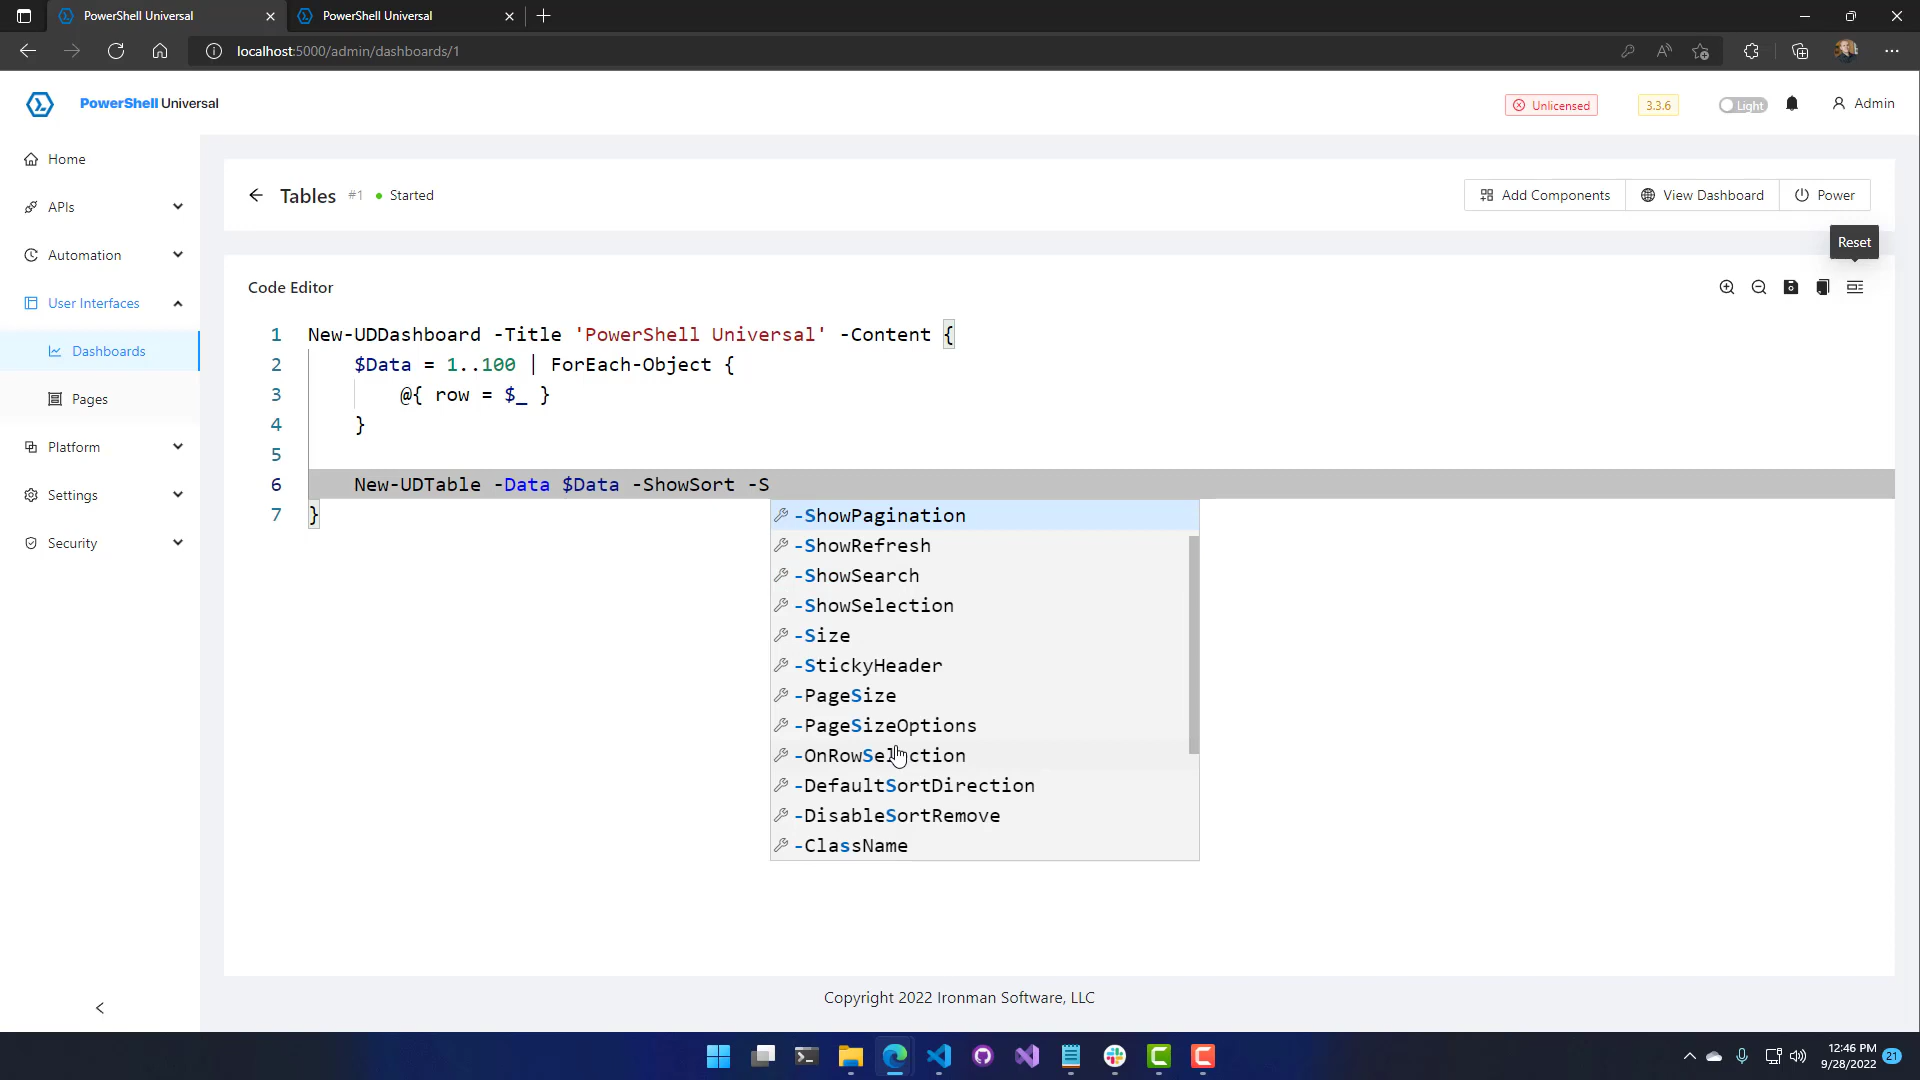 PowerShell Universal
PowerShell Universal
localhost:5000/admin/dashboards/1
PowerShell Universal
Unlicensed
3.3.6
Light
Admin
Home
APIs
Automation
User Interfaces
Dashboards
Pages
Platform
Settings
Security
Tables #1 Started
Add Components
View Dashboard
Power
Reset
Code Editor
1 New-UDDashboard -Title 'PowerShell Universal' -Content {
2 $Data = 1..100 | ForEach-Object {
3 @{ row = $_ }
4 }
5
6 New-UDTable -Data $Data -ShowSort -S
7 }
-ShowPagination
-ShowRefresh
-ShowSearch
-ShowSelection
-Size
-StickyHeader
-PageSize
-PageSizeOptions
-OnRowSelection
-DefaultSortDirection
-DisableSortRemove
-ClassName
Copyright 2022 Ironman Software, LLC
12:46 PM
9/28/2022
21